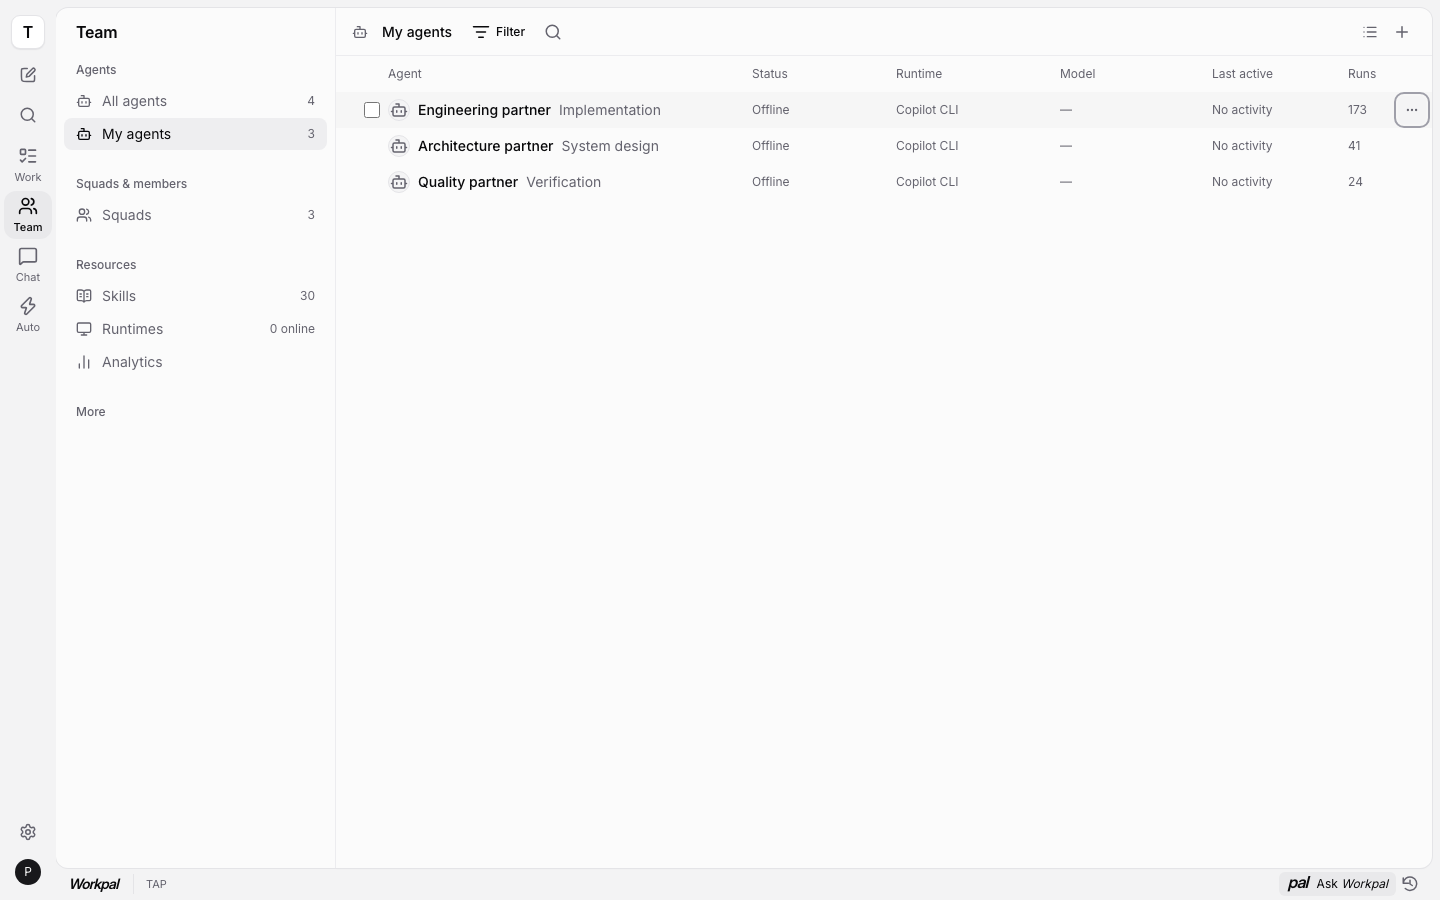 T
Team
My agents
Filter
Agents
All agents 4
My agents 3
Squads & members
Squads 3
Resources
Skills 30
Runtimes 0 online
Analytics
More
Work
Team
Chat
Auto
Agent Status Runtime Model Last active Runs
Engineering partner Implementation Offline Copilot CLI — No activity 173
Architecture partner System design Offline Copilot CLI — No activity 41
Quality partner Verification Offline Copilot CLI — No activity 24
P
Workpal TAP
pal Ask Workpal